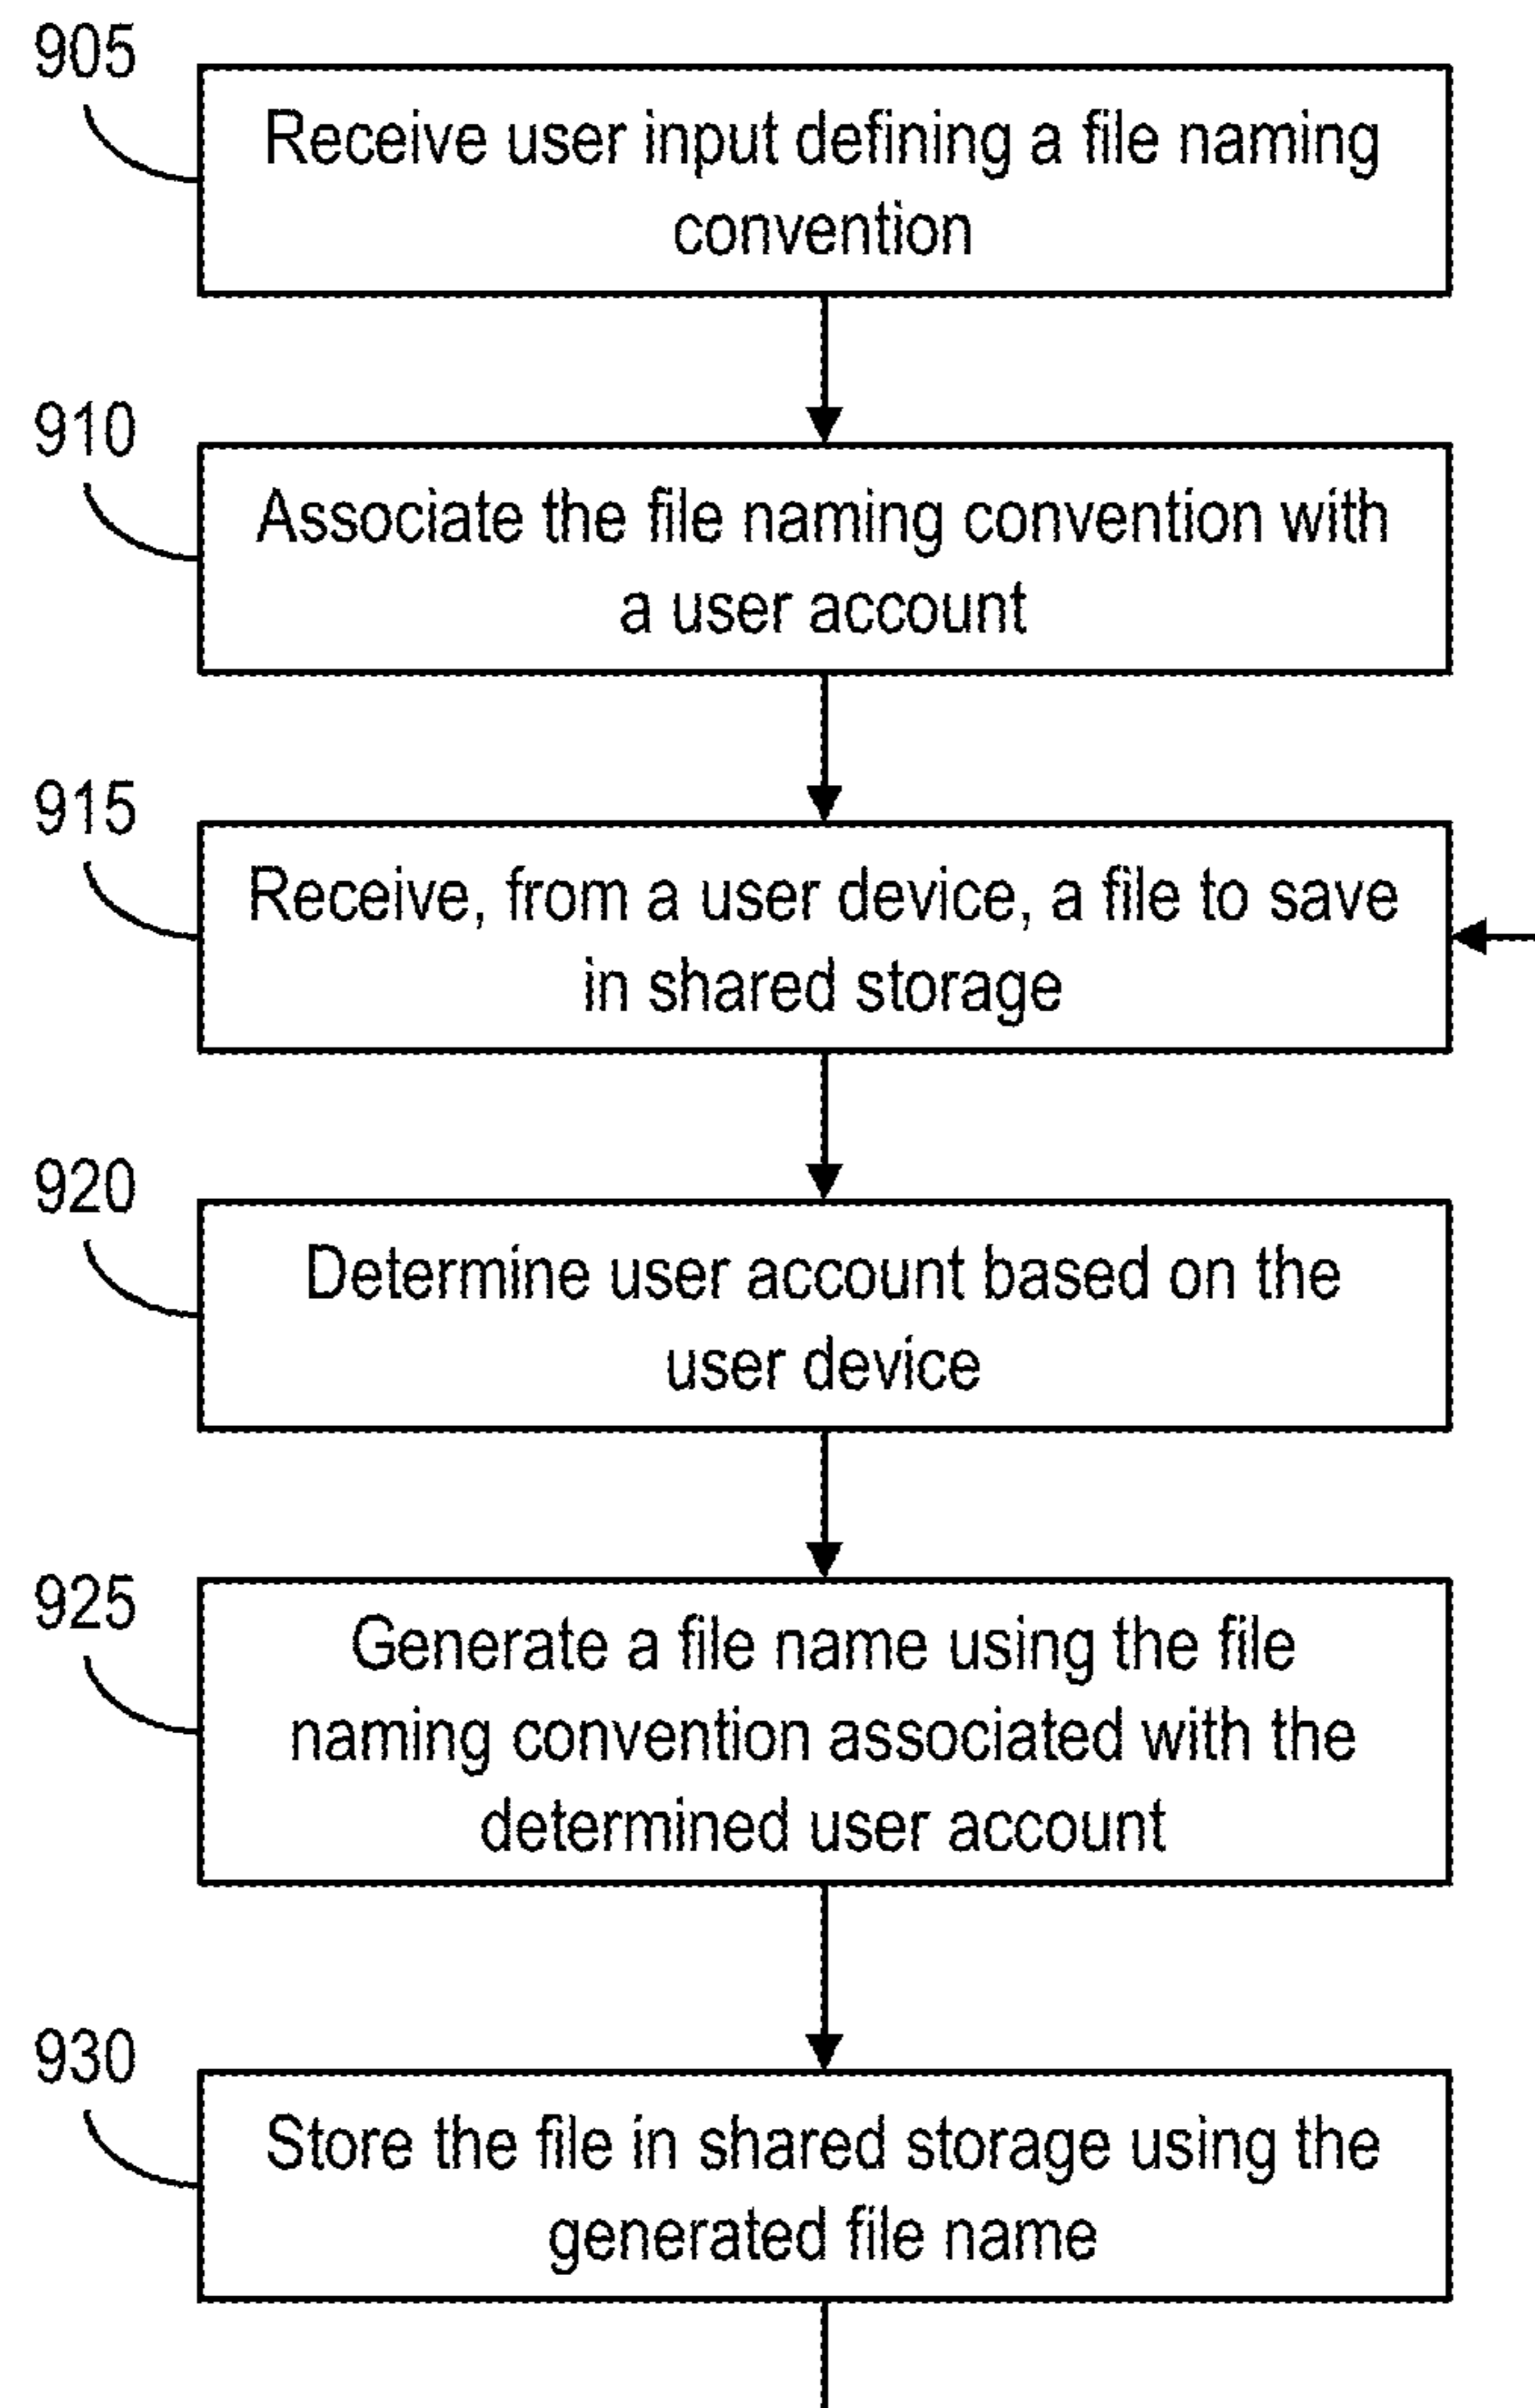 905
Receive user input defining a file naming
convention
910
Associate the file naming convention with
a user account
915
Receive, from a user device, a file to save
in shared storage
920
Determine user account based on the
user device
925
Generate a file name using the file
naming convention associated with the
determined user account
930
Store the file in shared storage using the
generated file name